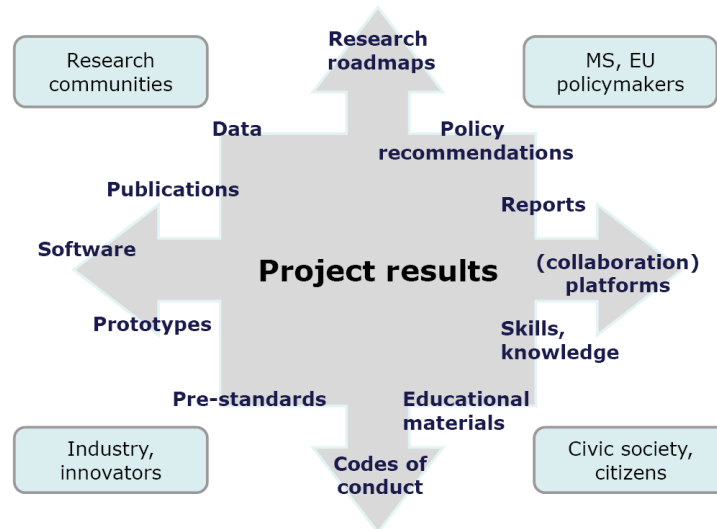 Research
roadmaps
Research
communities
MS, EU
policymakers
Data
Policy
recommendations
Publications
Reports
Software
Project results
(collaboration)
platforms
Prototypes
Skills,
knowledge
Pre-standards
Educational
materials
Industry,
innovators
Codes of
conduct
Civic society,
citizens